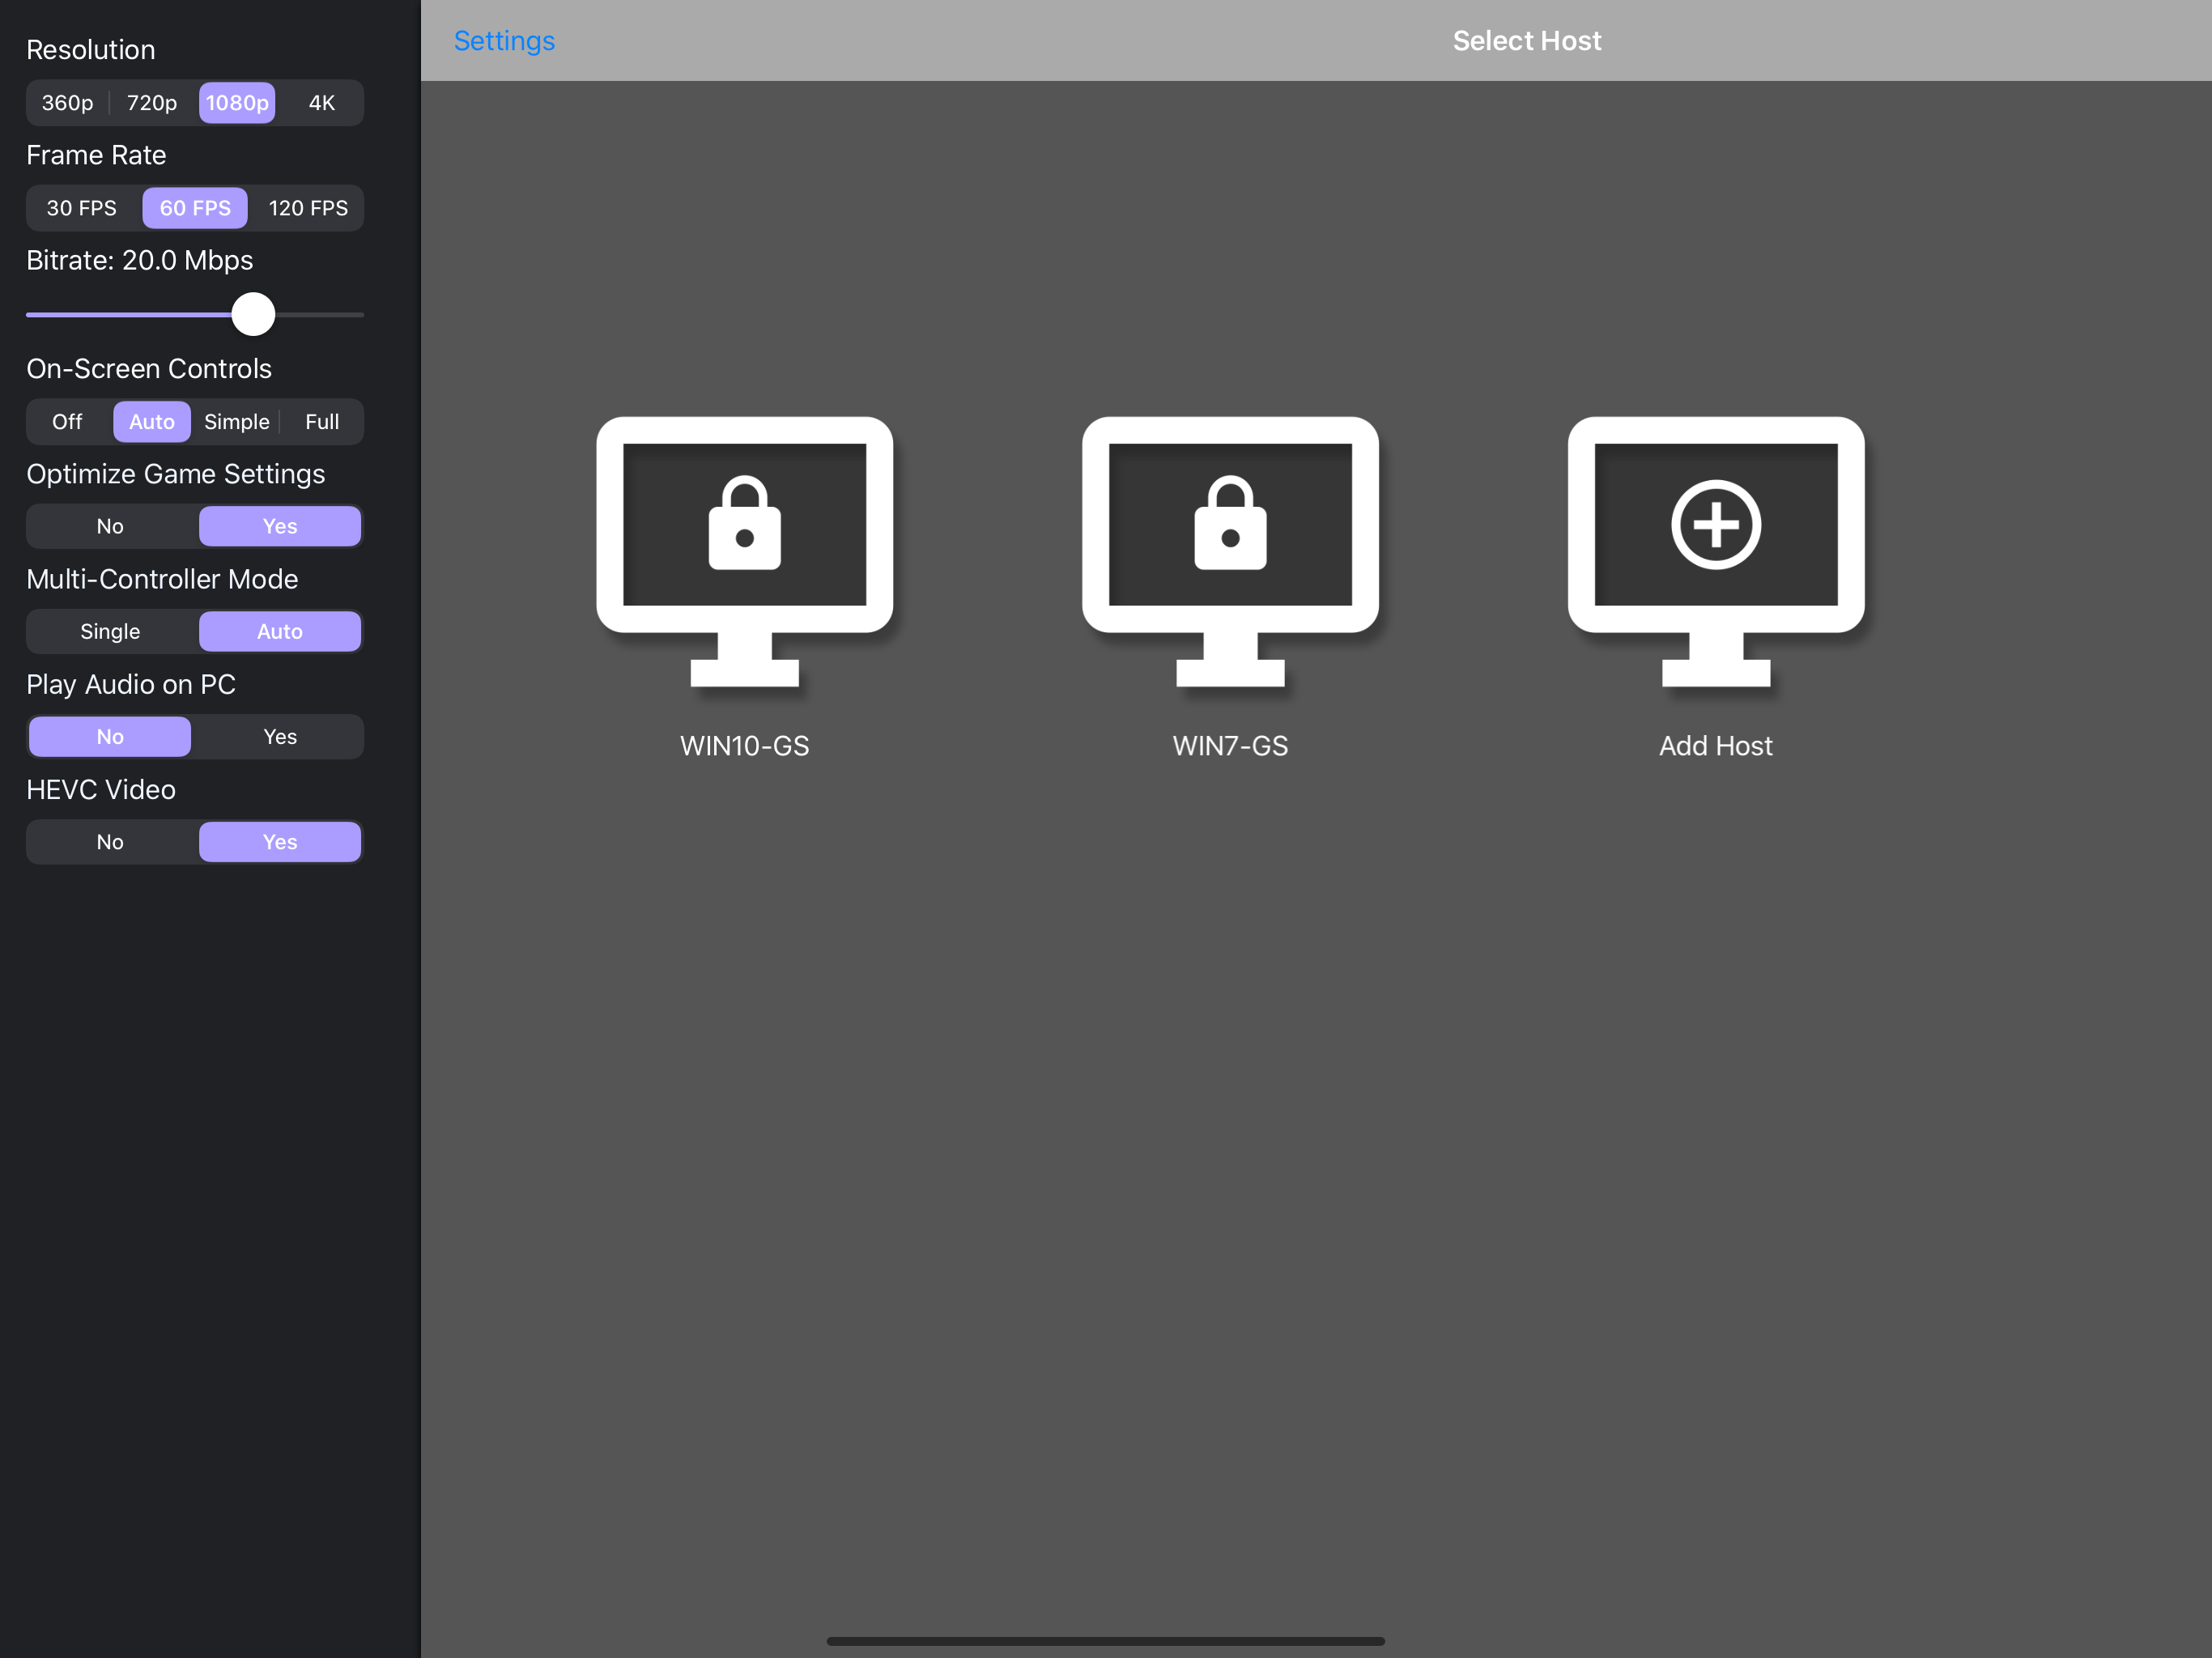 Resolution
360p 720p 1080p 4K
Frame Rate
30 FPS 60 FPS 120 FPS
Bitrate: 20.0 Mbps
On-Screen Controls
Off Auto Simple Full
Optimize Game Settings
No Yes
Multi-Controller Mode
Single Auto
Play Audio on PC
No Yes
HEVC Video
No Yes
Settings
Select Host
WIN10-GS
WIN7-GS
Add Host